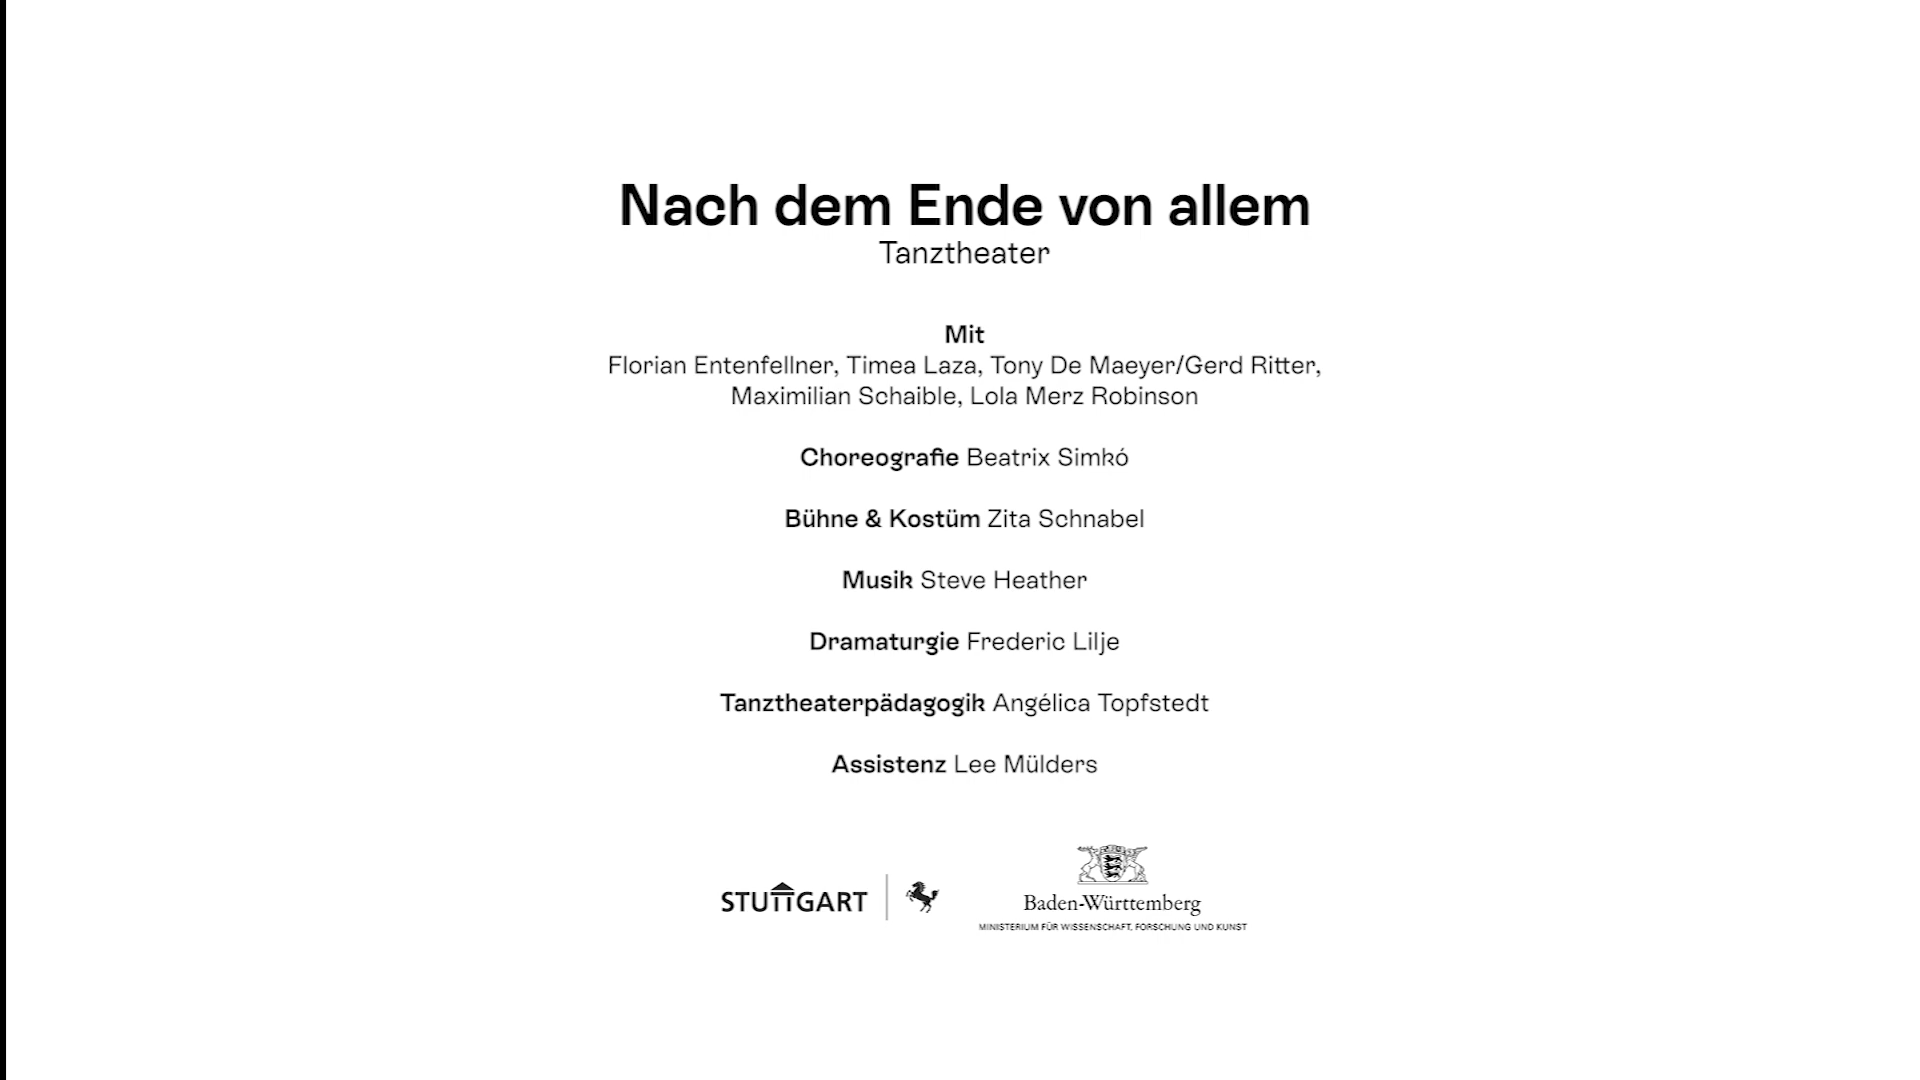 Nach dem Ende von allem
Tanztheater
Mit
Florian Entenfellner, Timea Laza, Tony De Maeyer/Gerd Ritter,
Maximilian Schaible, Lola Merz Robinson
Choreografie Beatrix Simkó
Bühne & Kostüm Zita Schnabel
Musik Steve Heather
Dramaturgie Frederic Lilje
Tanztheaterpädagogik Angélica Topfstedt
Assistenz Lee Mülders
STUTTGART
Baden-Württemberg
MINISTERIUM FÜR WISSENSCHAFT, FORSCHUNG UND KUNST